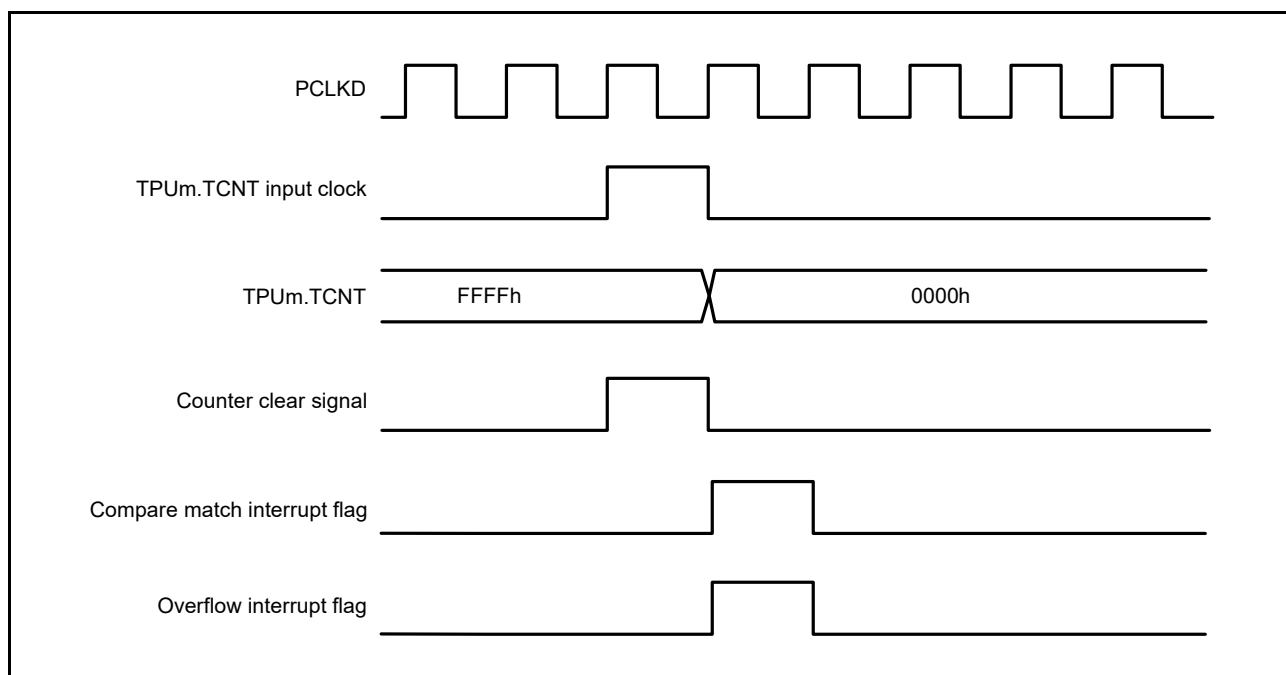 PCLKD
TPUm.TCNT input clock
TPUm.TCNT
FFFFh
0000h
Counter clear signal
Compare match interrupt flag
Overflow interrupt flag